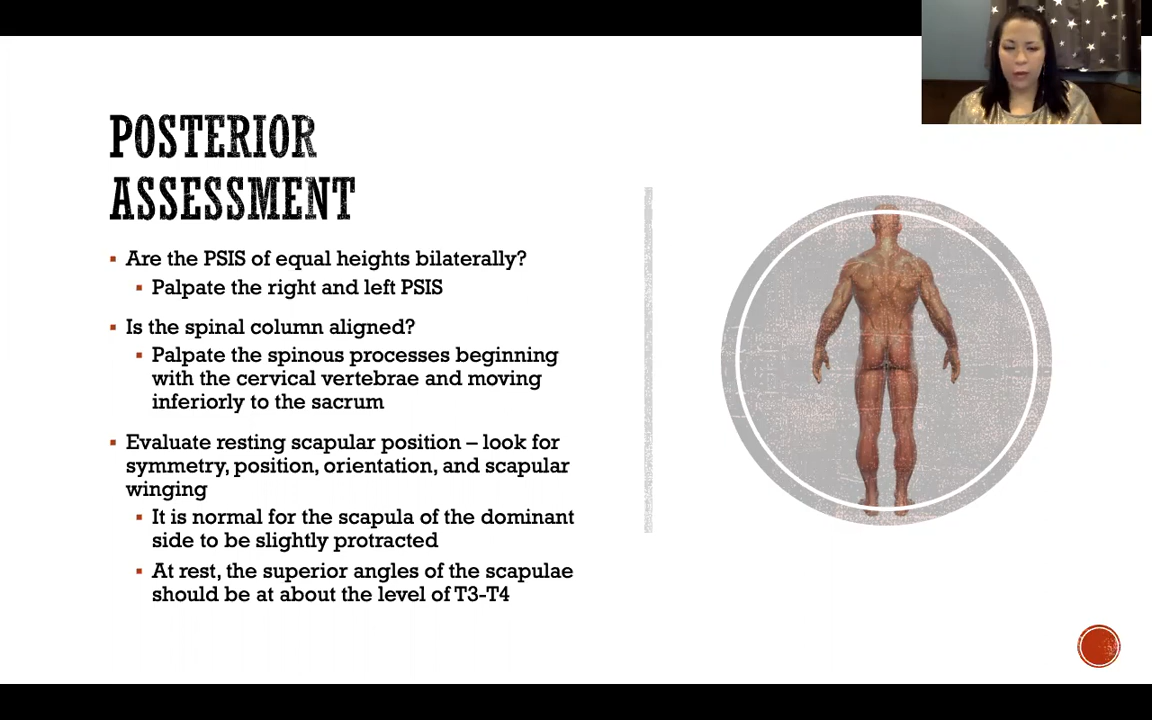 POSTERIOR
ASSESSMENT
▪ Are the PSIS of equal heights bilaterally?
▪ Palpate the right and left PSIS
▪ Is the spinal column aligned?
▪ Palpate the spinous processes beginning
with the cervical vertebrae and moving
inferiorly to the sacrum
▪ Evaluate resting scapular position – look for
symmetry, position, orientation, and scapular
winging
▪ It is normal for the scapula of the dominant
side to be slightly protracted
▪ At rest, the superior angles of the scapulae
should be at about the level of T3-T4